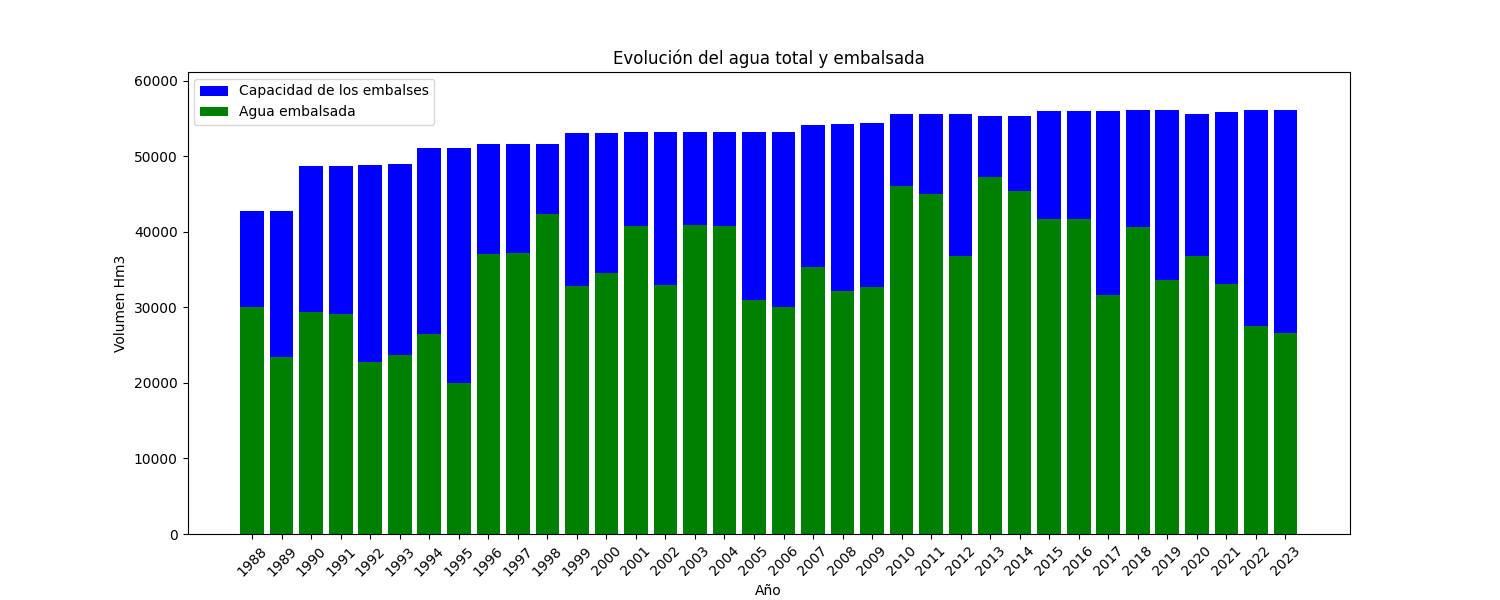 Evolución del agua total y embalsada
Capacidad de los embalses
Agua embalsada
Volumen Hm3
60000
50000
40000
30000
20000
10000
0
1988 1989 1990 1991 1992 1993 1994 1995 1996 1997 1998 1999 2000 2001 2002 2003 2004 2005 2006 2007 2008 2009 2010 2011 2012 2013 2014 2015 2016 2017 2018 2019 2020 2021 2022 2023
Año